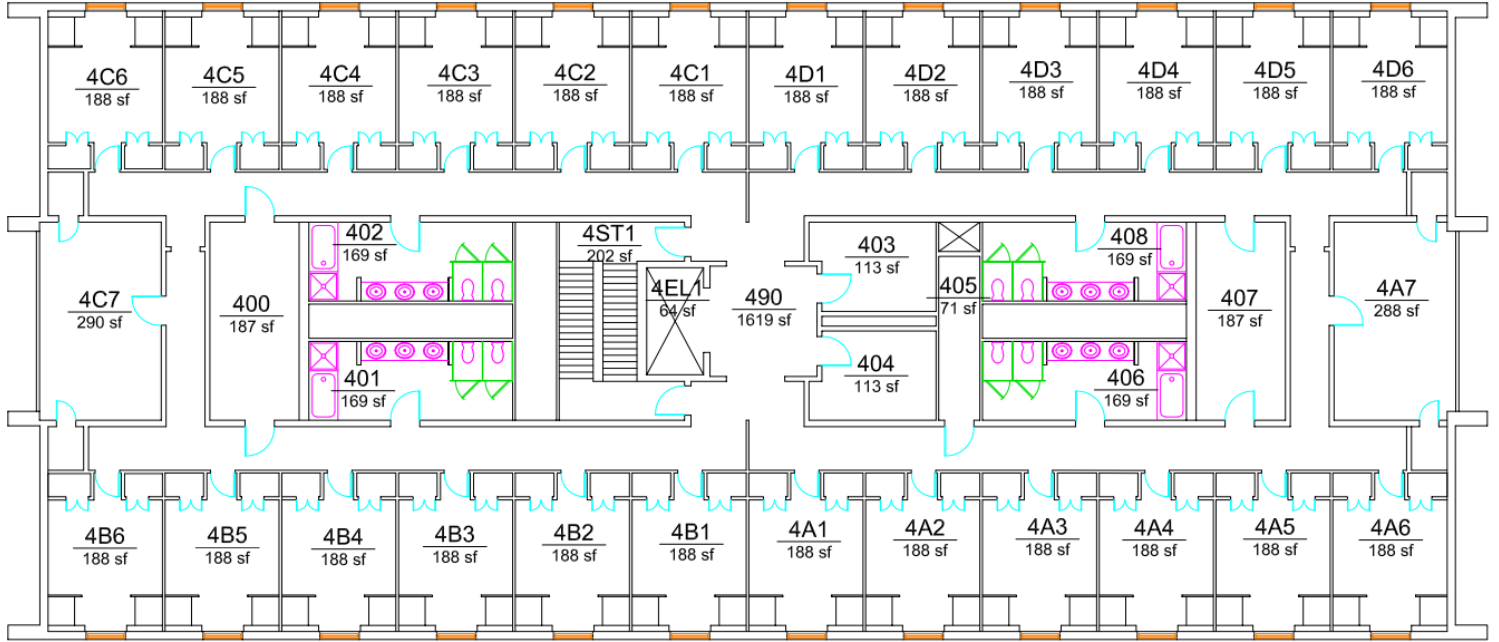 4C6
188 sf
4C5
188 sf
4C4
188 sf
4C3
188 sf
4C2
188 sf
4C1
188 sf
4D1
188 sf
4D2
188 sf
4D3
188 sf
4D4
188 sf
4D5
188 sf
4D6
188 sf
4C7
290 sf
400
187 sf
402
169 sf
401
169 sf
4ST1
202 sf
4EL1
64 sf
490
1619 sf
403
113 sf
404
113 sf
405
71 sf
408
169 sf
406
169 sf
407
187 sf
4A7
288 sf
4B6
188 sf
4B5
188 sf
4B4
188 sf
4B3
188 sf
4B2
188 sf
4B1
188 sf
4A1
188 sf
4A2
188 sf
4A3
188 sf
4A4
188 sf
4A5
188 sf
4A6
188 sf